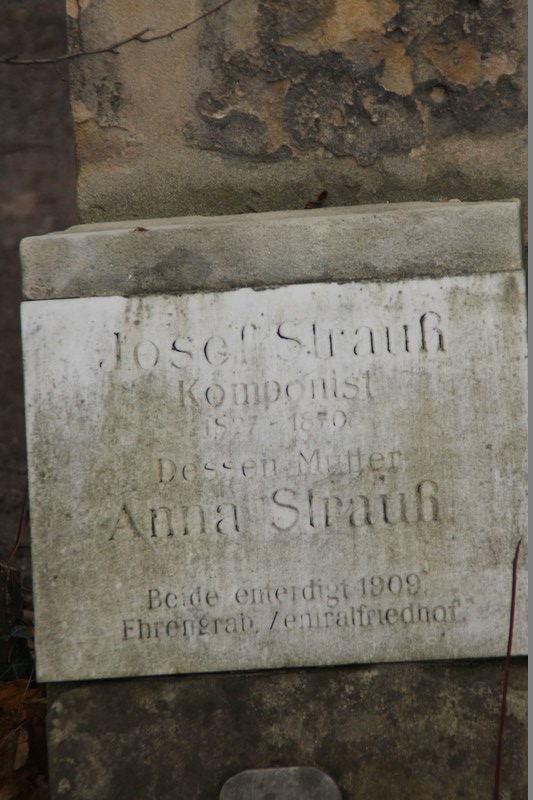 Josef Strauß
Komponist
1827 - 1870
Dessen Mutter
Anna Strauß
Beide enterdigt 1909.
Ehrengrab, Zentralfriedhof.